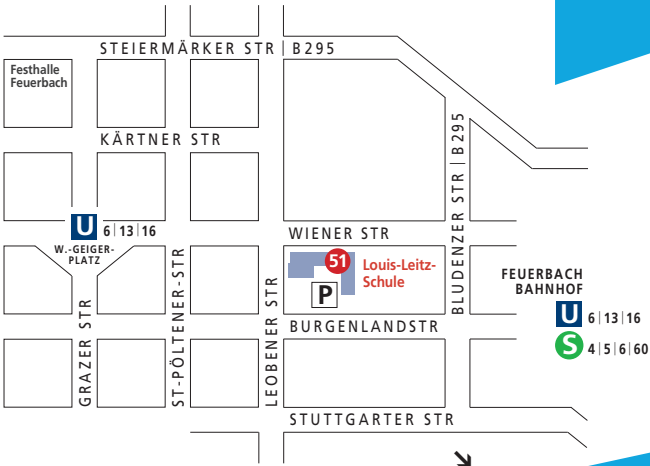 STEIERMÄRKER STR | B295
Festhalle
Feuerbach
KÄRTNER STR
BLUDENZER STR | B295
U 6|13|16
W.-GEIGER-
PLATZ
WIENER STR
51
Louis-Leitz-
Schule
P
FEUERBACH
BAHNHOF
U 6|13|16
S 4|5|6|60
GRAZER STR
ST-PÖLTENER-STR
LEOBENER STR
BURGENLANDSTR
STUTTGARTER STR